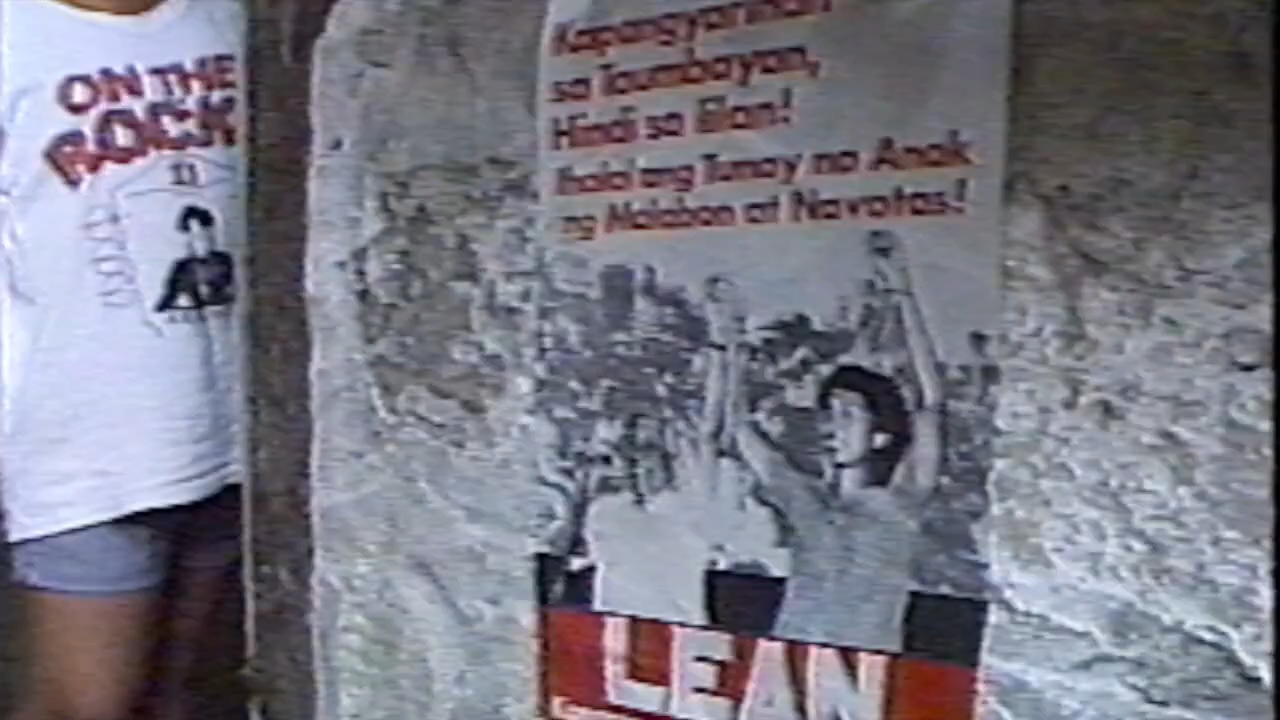 ON THE
ROCK
11
Kapangyarihan
sa Taumbayan,
Hindi sa Iilan!
Ihalal ang Tunay na Anak
ng Malabon at Navotas!
LEAN